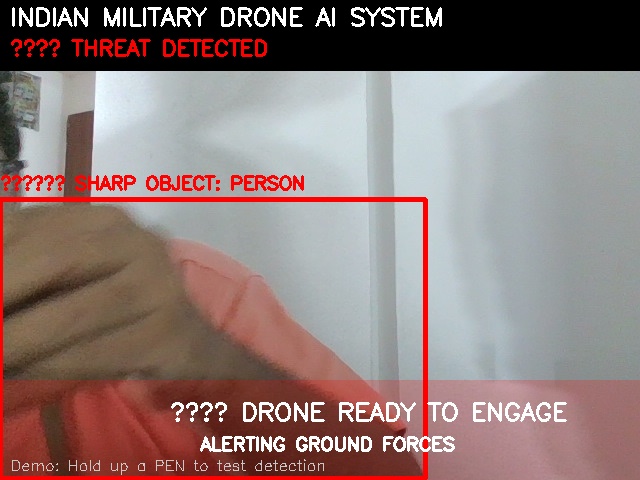 INDIAN MILITARY DRONE AI SYSTEM
???? THREAT DETECTED
?????? SHARP OBJECT: PERSON
???? DRONE READY TO ENGAGE
ALERTING GROUND FORCES
Demo: Hold up a PEN to test detection